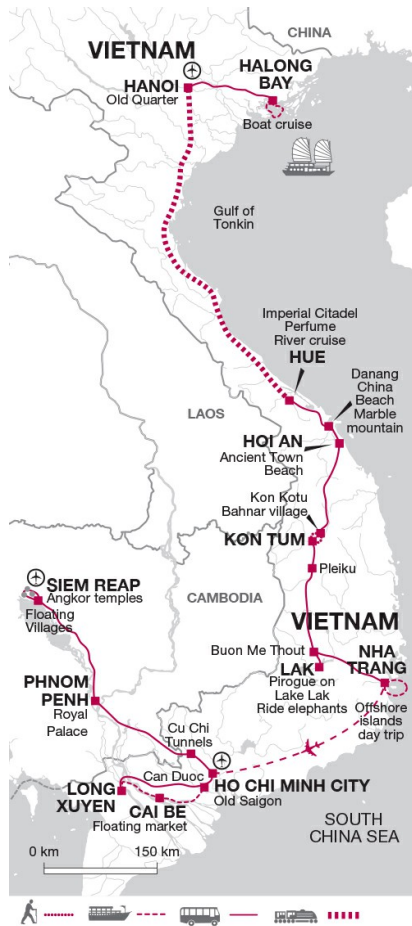 CHINA
VIETNAM
HANOI
Old Quarter
HALONG
BAY
Boat cruise
Gulf of
Tonkin
Imperial Citadel
Perfume
River cruise
HUE
Danang
China
Beach
Marble
mountain
LAOS
HOI AN
Ancient Town
Beach
Kon Kotu
Bahnar village
KON TUM
Pleiku
SIEM REAP
Angkor temples
Floating
Villages
CAMBODIA
VIETNAM
Buon Me Thout
NHA
TRANG
LAK
Pirogue on
Lake Lak
Ride elephants
Offshore
islands
day trip
PHNOM
PENH
Royal
Palace
Cu Chi
Tunnels
Can Duoc
HO CHI MINH CITY
Old Saigon
LONG
XUYEN
CAI BE
Floating market
SOUTH
CHINA SEA
0 km
150 km